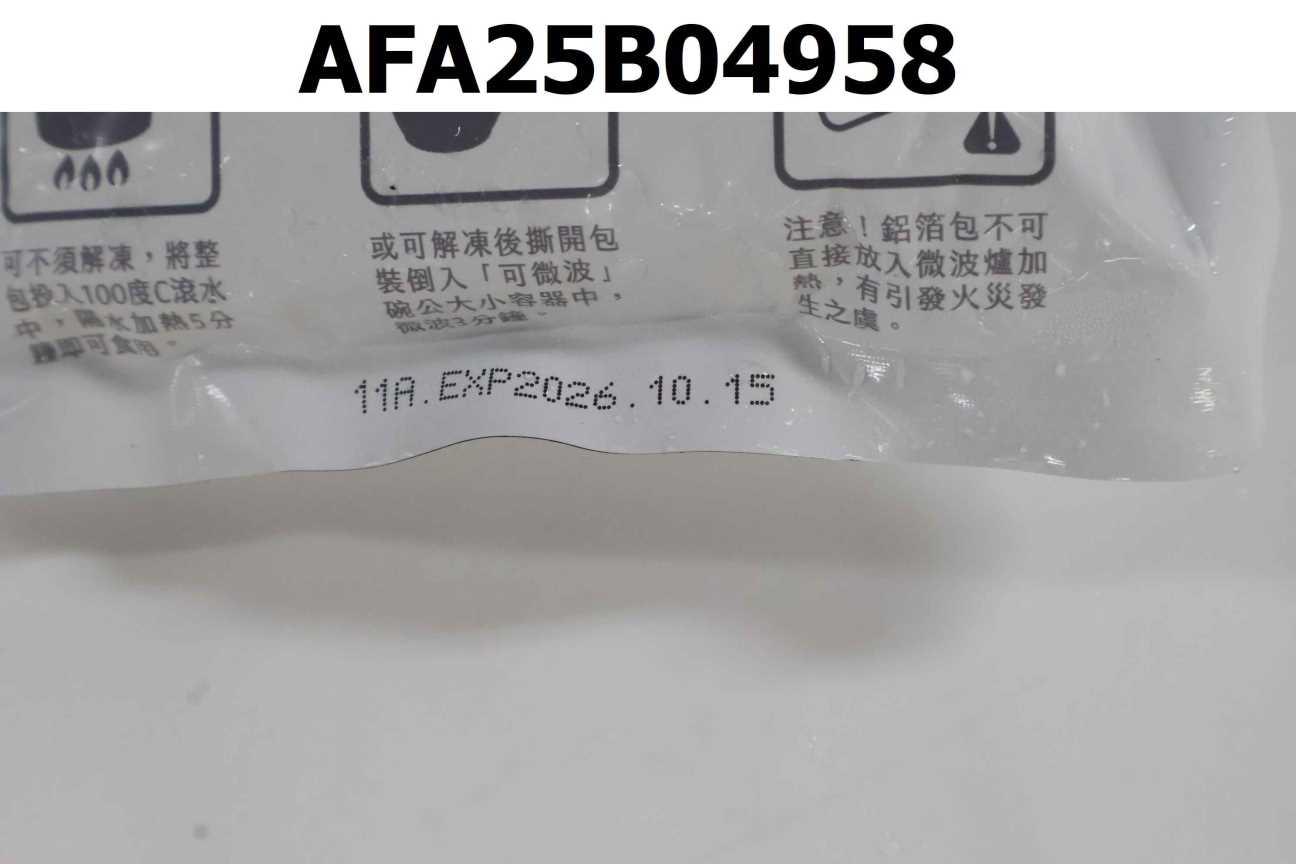 AFA25B04958
可不須解凍，將整
包投入100度C滾水
中，隔水加熱5分
鐘即可食用。
或可解凍後撕開包
裝倒入「可微波」
碗公大小容器中，
微波3分鐘。
注意！鋁箔包不可
直接放入微波爐加
熱，有引發火災發
生之虞。
11A.EXP2026.10.15